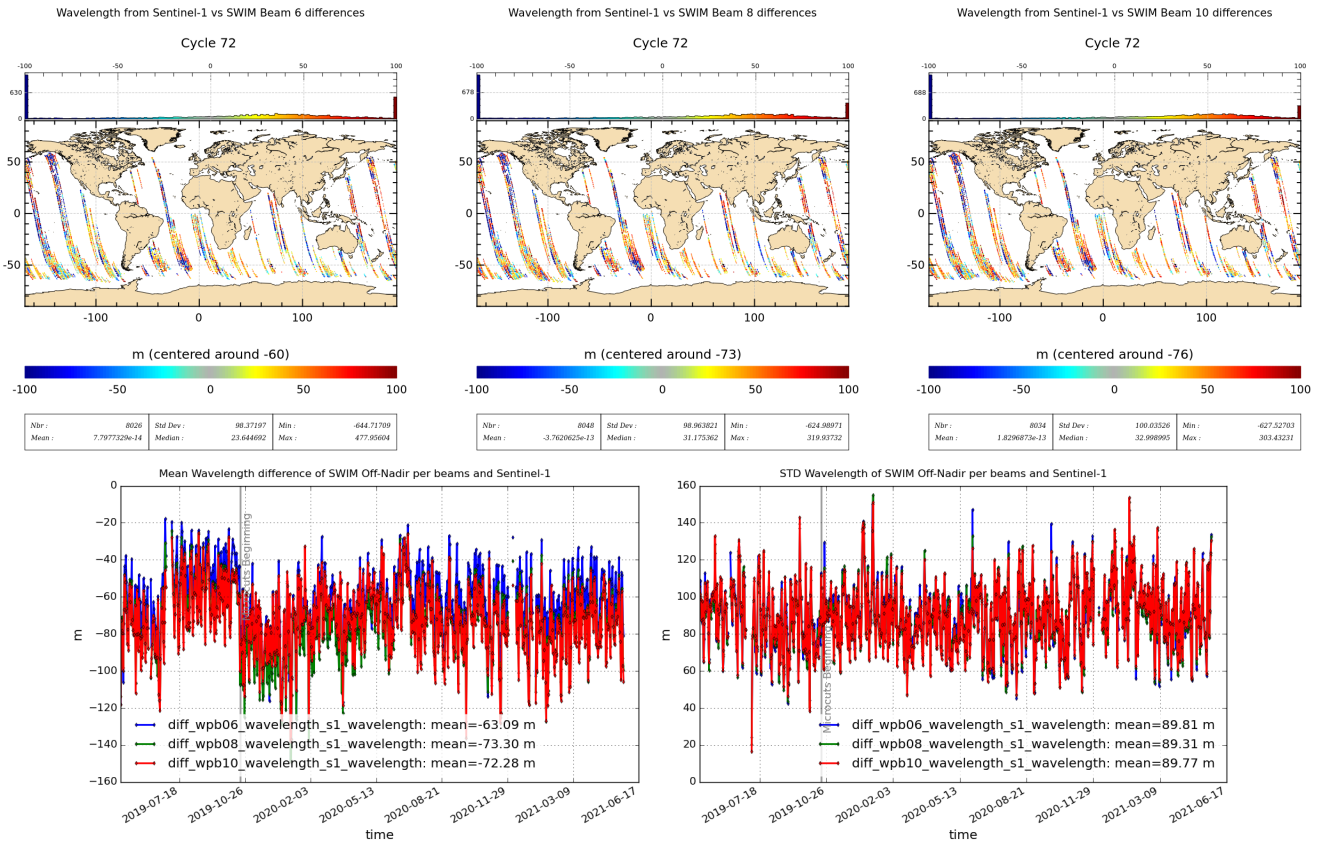 Wavelength from Sentinel-1 vs SWIM Beam 6 differences
Cycle 72
-100 -50 0 50 100
630
0
50
0
-50
-100 0 100
m (centered around -60)
-100 -50 0 50 100
Nbr : 8026 Std Dev : 98.37197 Min : -644.71709
Mean : 7.7977329e-14 Median : 23.644692 Max : 477.95604
Wavelength from Sentinel-1 vs SWIM Beam 8 differences
Cycle 72
-100 -50 0 50 100
678
0
50
0
-50
-100 0 100
m (centered around -73)
-100 -50 0 50 100
Nbr : 8048 Std Dev : 98.963821 Min : -624.98971
Mean : -3.7620625e-13 Median : 31.175362 Max : 319.93732
Wavelength from Sentinel-1 vs SWIM Beam 10 differences
Cycle 72
-100 -50 0 50 100
688
0
50
0
-50
-100 0 100
m (centered around -76)
-100 -50 0 50 100
Nbr : 8034 Std Dev : 100.03526 Min : -627.52703
Mean : 1.8296873e-13 Median : 32.998995 Max : 303.43231
Mean Wavelength difference of SWIM Off-Nadir per beams and Sentinel-1
0
−20
−40
−60
−80
−100
−120
−140
−160
m
Microcuts Beginning
diff_wpb06_wavelength_s1_wavelength: mean=-63.09 m
diff_wpb08_wavelength_s1_wavelength: mean=-73.30 m
diff_wpb10_wavelength_s1_wavelength: mean=-72.28 m
2019-07-18 2019-10-26 2020-02-03 2020-05-13 2020-08-21 2020-11-29 2021-03-09 2021-06-17
time
STD Wavelength of SWIM Off-Nadir per beams and Sentinel-1
160
140
120
100
80
60
40
20
0
m
Microcuts Beginning
diff_wpb06_wavelength_s1_wavelength: mean=89.81 m
diff_wpb08_wavelength_s1_wavelength: mean=89.31 m
diff_wpb10_wavelength_s1_wavelength: mean=89.77 m
2019-07-18 2019-10-26 2020-02-03 2020-05-13 2020-08-21 2020-11-29 2021-03-09 2021-06-17
time